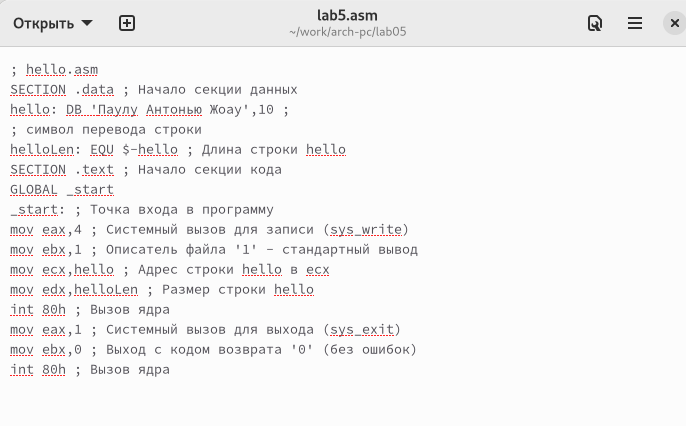 Открыть
lab5.asm
~/work/arch-pc/lab05
; hello.asm
SECTION .data ; Начало секции данных
hello: DB 'Паулу Антонью Жоау',10 ;
; символ перевода строки
helloLen: EQU $-hello ; Длина строки hello
SECTION .text ; Начало секции кода
GLOBAL _start
_start: ; Точка входа в программу
mov eax,4 ; Системный вызов для записи (sys_write)
mov ebx,1 ; Описатель файла '1' - стандартный вывод
mov ecx,hello ; Адрес строки hello в ecx
mov edx,helloLen ; Размер строки hello
int 80h ; Вызов ядра
mov eax,1 ; Системный вызов для выхода (sys_exit)
mov ebx,0 ; Выход с кодом возврата '0' (без ошибок)
int 80h ; Вызов ядра